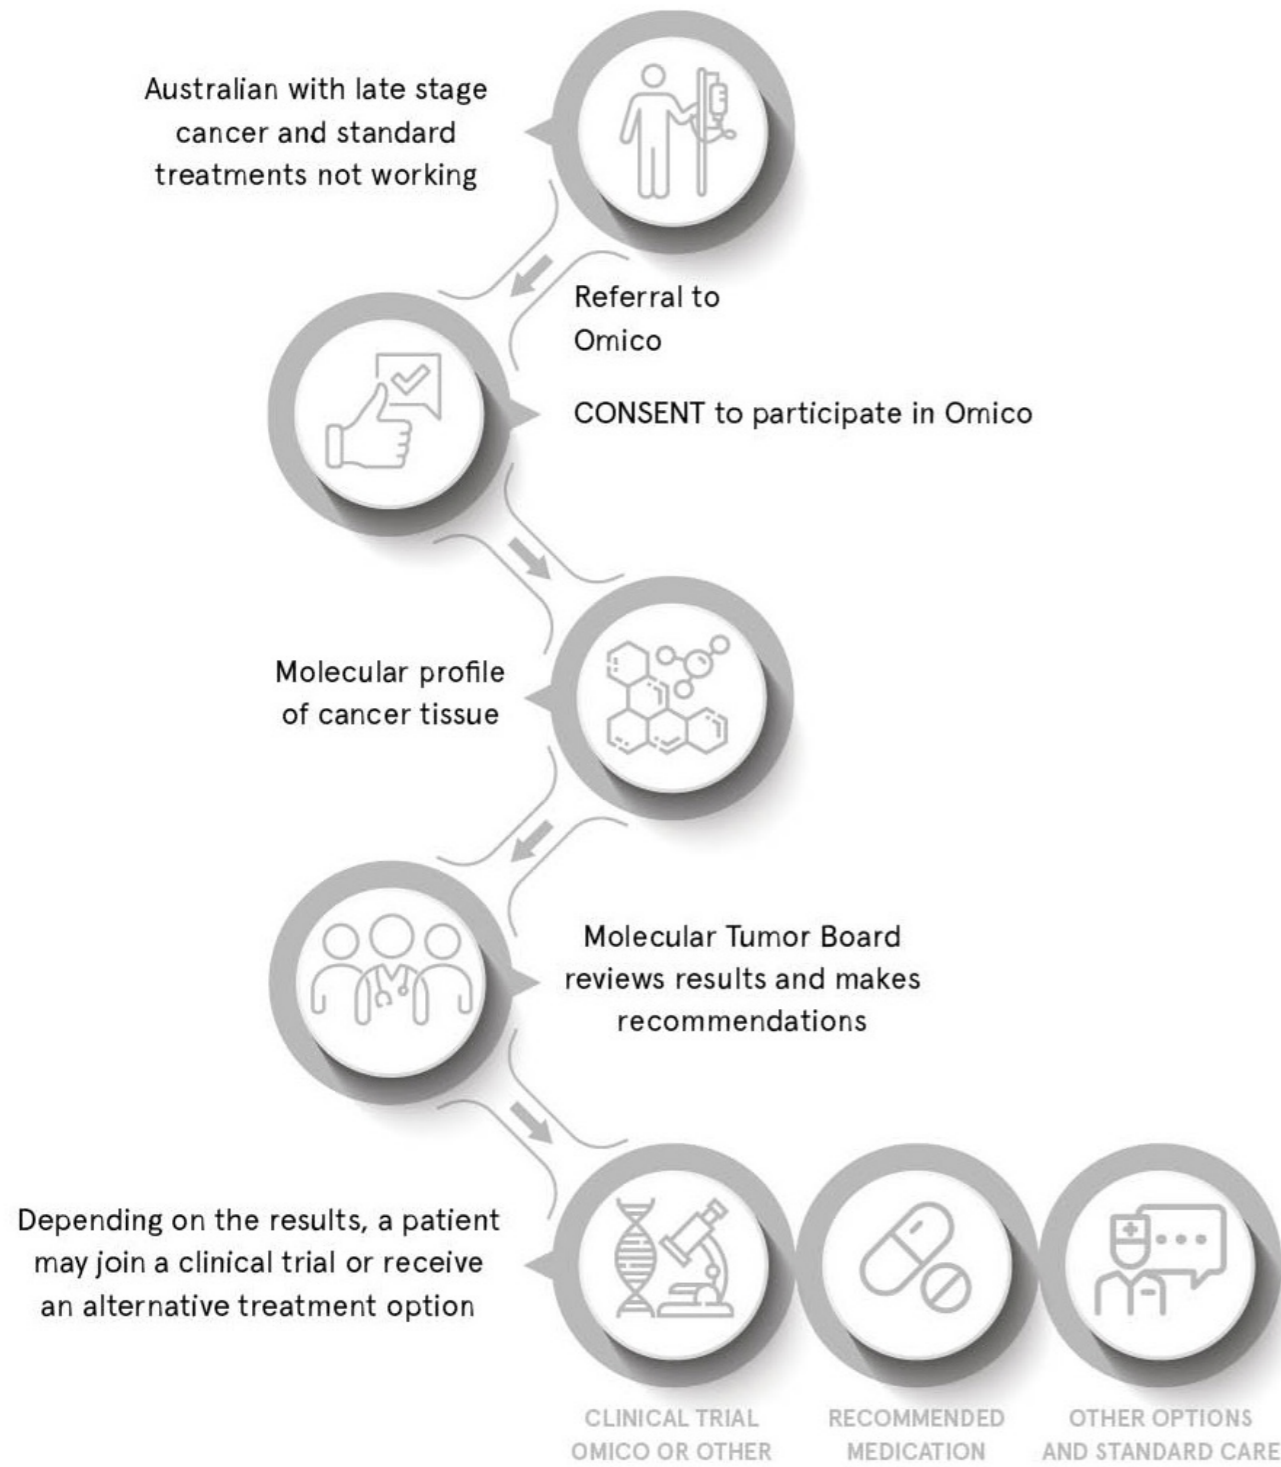 Australian with late stage
cancer and standard
treatments not working
Referral to
Omico
CONSENT to participate in Omico
Molecular profile
of cancer tissue
Molecular Tumor Board
reviews results and makes
recommendations
Depending on the results, a patient
may join a clinical trial or receive
an alternative treatment option
CLINICAL TRIAL
OMICO OR OTHER
RECOMMENDED
MEDICATION
OTHER OPTIONS
AND STANDARD CARE